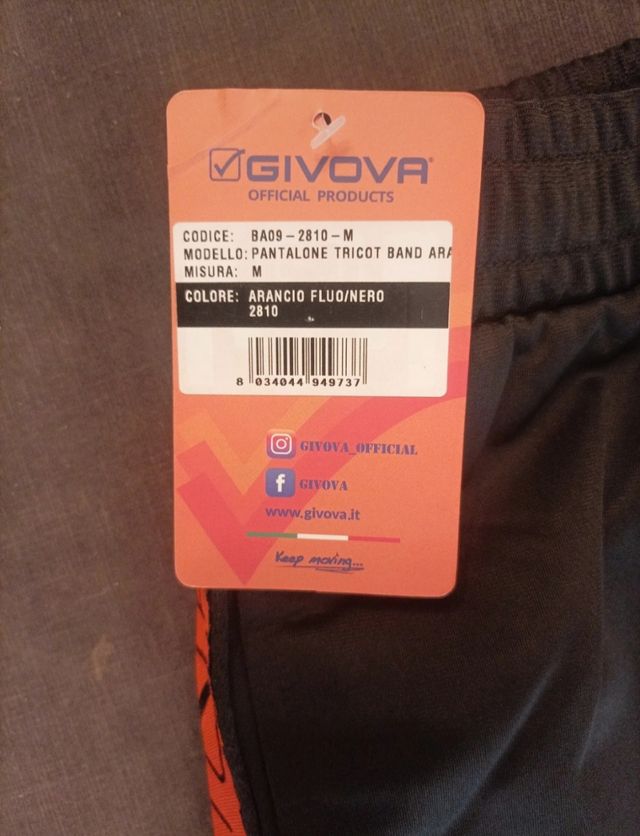 GIVOVA®
OFFICIAL PRODUCTS
CODICE: BA09-2810-M
MODELLO: PANTALONE TRICOT BAND ARA
MISURA: M
COLORE: ARANCIO FLUO/NERO
2810
8 034044 949737
GIVOVA_OFFICIAL
f GIVOVA
www.givova.it
Keep moving...